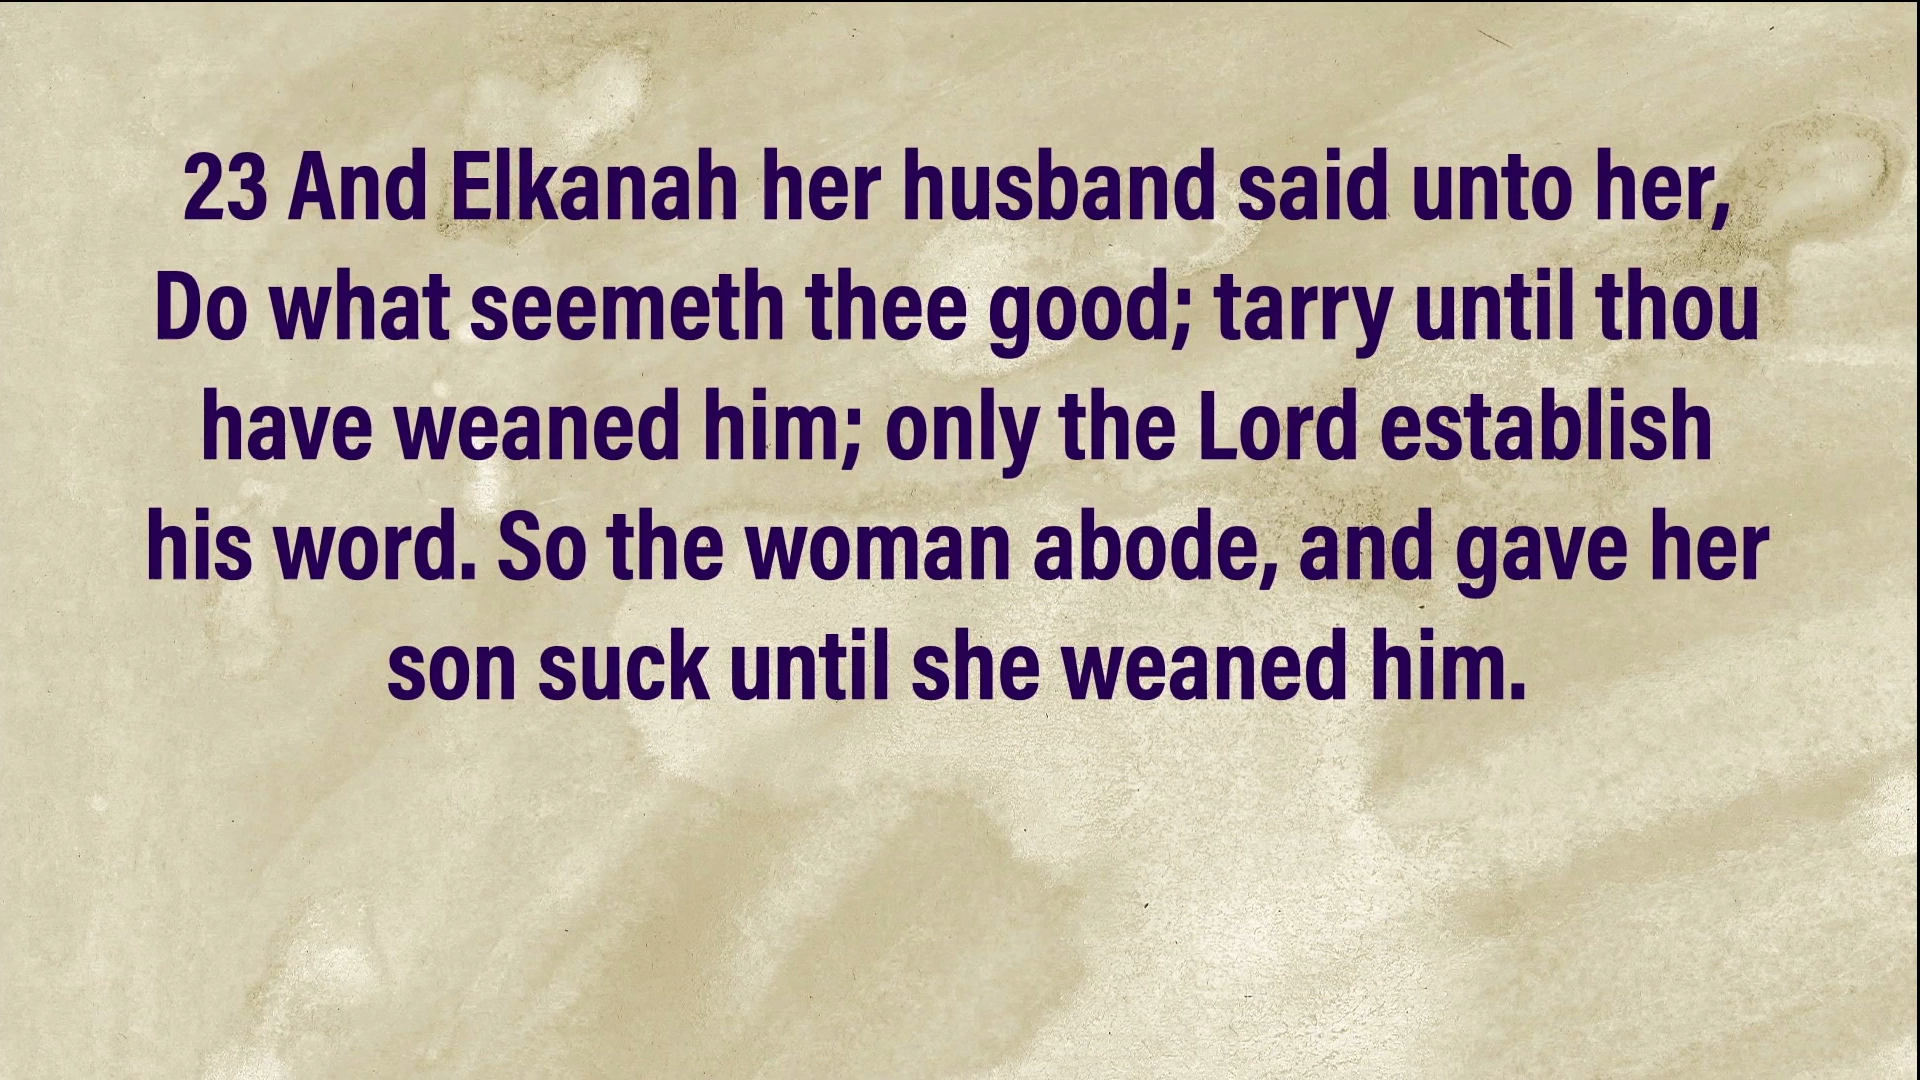 23 And Elkanah her husband said unto her,
Do what seemeth thee good; tarry until thou
have weaned him; only the Lord establish
his word. So the woman abode, and gave her
son suck until she weaned him.